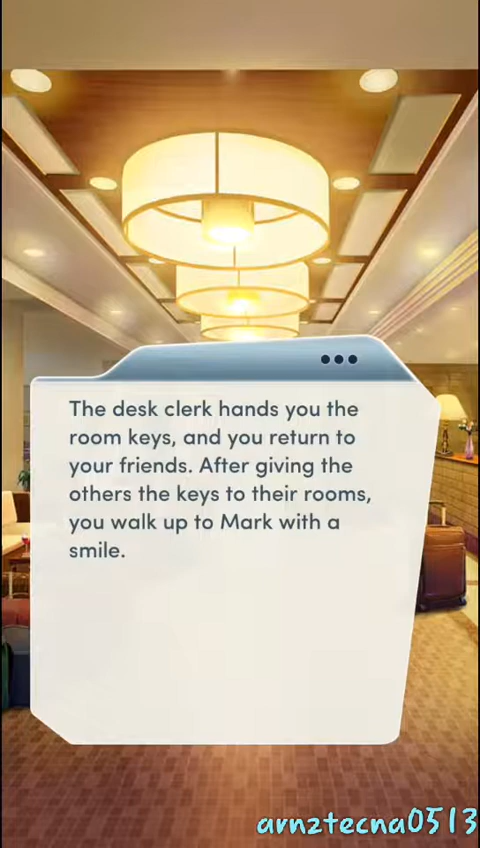 The desk clerk hands you the
room keys, and you return to
your friends. After giving the
others the keys to their rooms,
you walk up to Mark with a
smile.
arnztecna0513